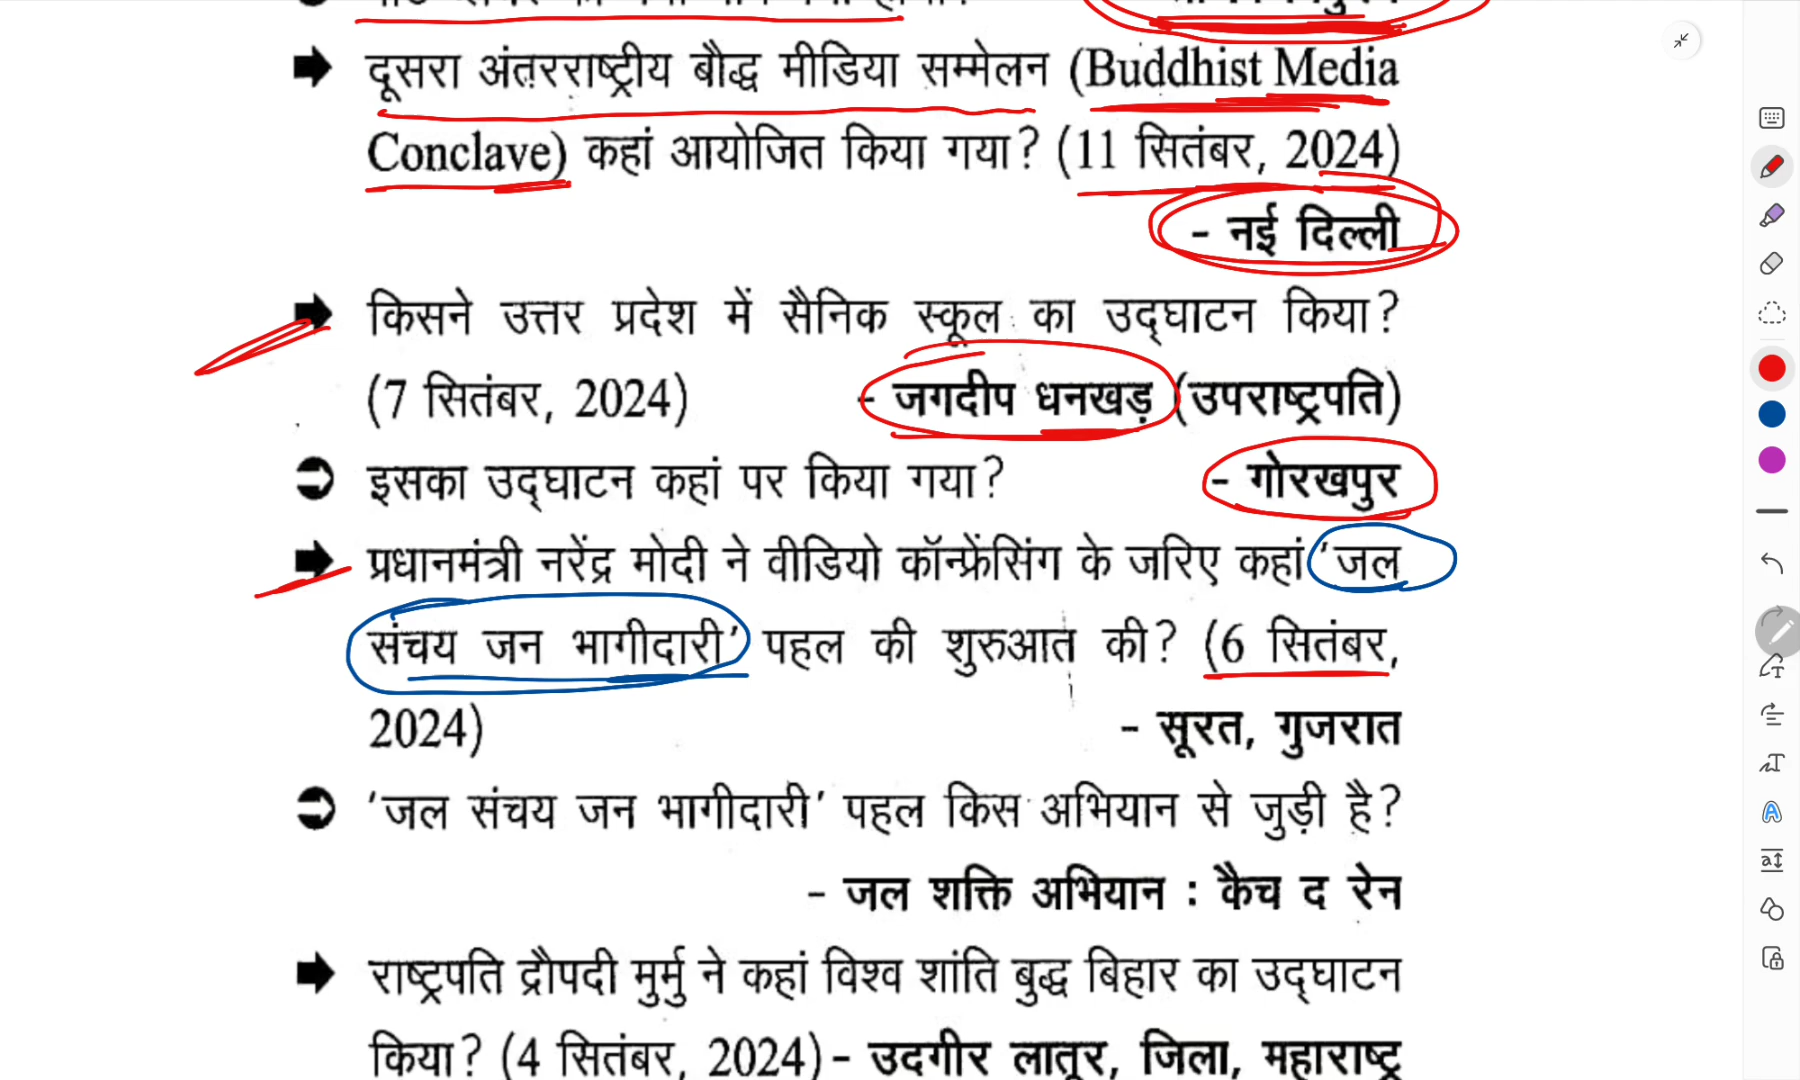 ➡ दूसरा अंतरराष्ट्रीय बौद्ध मीडिया सम्मेलन (Buddhist Media
Conclave) कहां आयोजित किया गया? (11 सितंबर, 2024)
- नई दिल्ली
➡ किसने उत्तर प्रदेश में सैनिक स्कूल का उद्घाटन किया?
(7 सितंबर, 2024) - जगदीप धनखड़ (उपराष्ट्रपति)
➲ इसका उद्घाटन कहां पर किया गया? - गोरखपुर
➡ प्रधानमंत्री नरेंद्र मोदी ने वीडियो कॉन्फ्रेंसिंग के जरिए कहां 'जल
संचय जन भागीदारी' पहल की शुरुआत की? (6 सितंबर,
2024) - सूरत, गुजरात
➲ 'जल संचय जन भागीदारी' पहल किस अभियान से जुड़ी है?
- जल शक्ति अभियान : कैच द रेन
➡ राष्ट्रपति द्रौपदी मुर्मु ने कहां विश्व शांति बुद्ध बिहार का उद्घाटन
किया? (4 सितंबर, 2024) - उदगीर लातूर, जिला, महाराष्ट्र